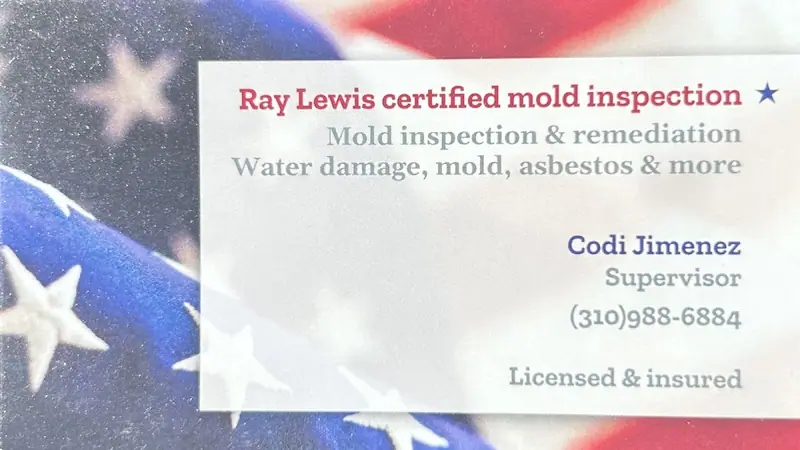 Ray Lewis certified mold inspection
Mold inspection & remediation
Water damage, mold, asbestos & more
Codi Jimenez
Supervisor
(310)988-6884
Licensed & insured